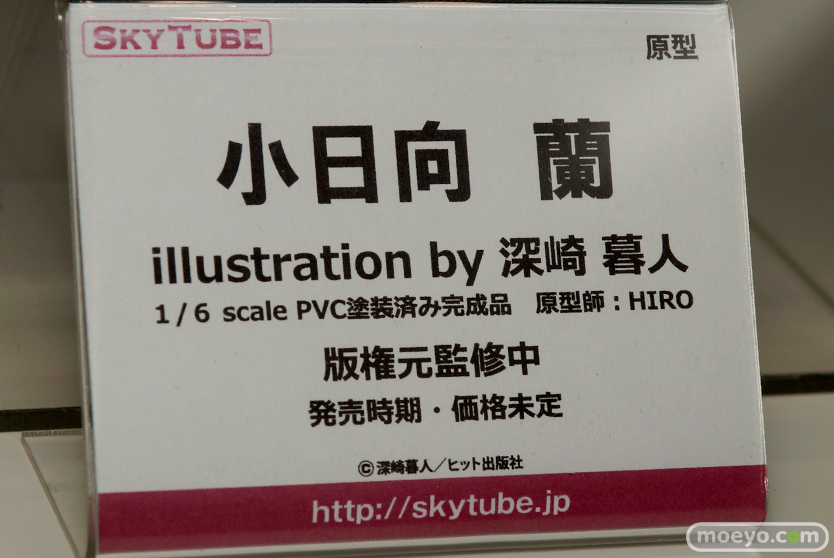 SKYTUBE
原型
小日向 蘭
illustration by 深崎 暮人
1/6 scale PVC塗装済み完成品 原型師:HIRO
版権元監修中
発売時期・価格未定
©深崎暮人/ヒット出版社
http://skytube.jp
moeyo.com